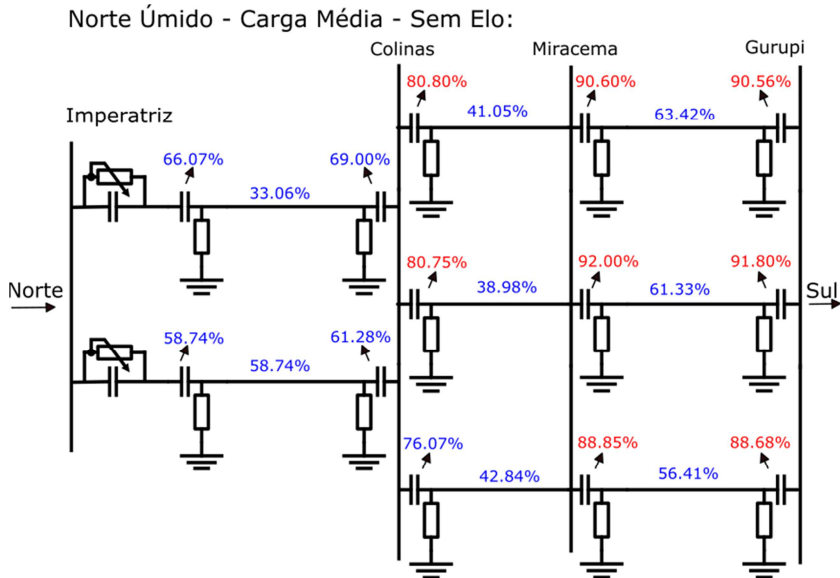 Norte Úmido - Carga Média - Sem Elo:
Colinas Miracema Gurupi
80.80% 90.60% 90.56%
41.05% 63.42%
Imperatriz
66.07% 69.00%
33.06%
80.75% 92.00% 91.80%
Norte 38.98% 61.33% Sul
58.74% 61.28%
58.74%
76.07% 88.85% 88.68%
42.84% 56.41%